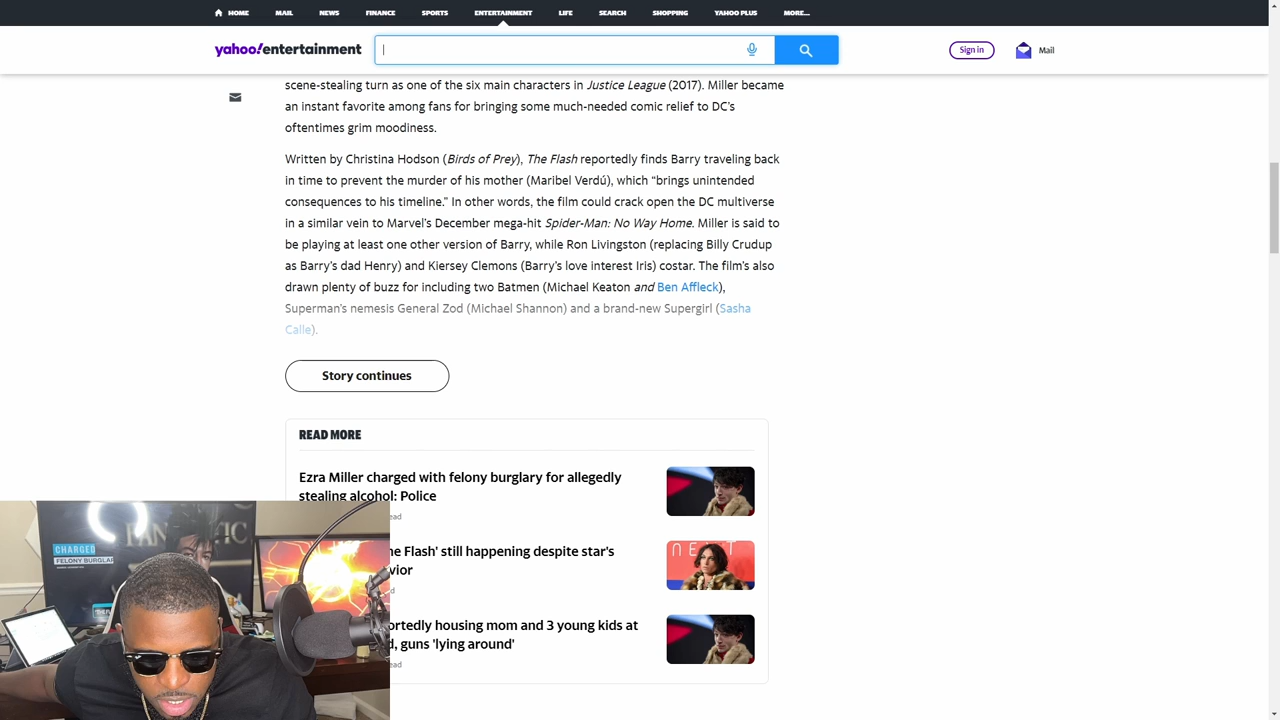 HOME MAIL NEWS FINANCE SPORTS ENTERTAINMENT LIFE SEARCH SHOPPING YAHOO PLUS MORE...
yahoo!entertainment
Sign in
Mail
scene-stealing turn as one of the six main characters in Justice League (2017). Miller became
an instant favorite among fans for bringing some much-needed comic relief to DC's
oftentimes grim moodiness.
Written by Christina Hodson (Birds of Prey), The Flash reportedly finds Barry traveling back
in time to prevent the murder of his mother (Maribel Verdú), which “brings unintended
consequences to his timeline.” In other words, the film could crack open the DC multiverse
in a similar vein to Marvel’s December mega-hit Spider-Man: No Way Home. Miller is said to
be playing at least one other version of Barry, while Ron Livingston (replacing Billy Crudup
as Barry’s dad Henry) and Kiersey Clemons (Barry’s love interest Iris) costar. The film’s also
drawn plenty of buzz for including two Batmen (Michael Keaton and Ben Affleck),
Superman’s nemesis General Zod (Michael Shannon) and a brand-new Supergirl (Sasha
Calle).
Story continues
READ MORE
Ezra Miller charged with felony burglary for allegedly
stealing alcohol: Police
ead
he Flash' still happening despite star's
vior
d
rtedly housing mom and 3 young kids at
d, guns 'lying around'
ead
CHARGED
FELONY BURGLAR